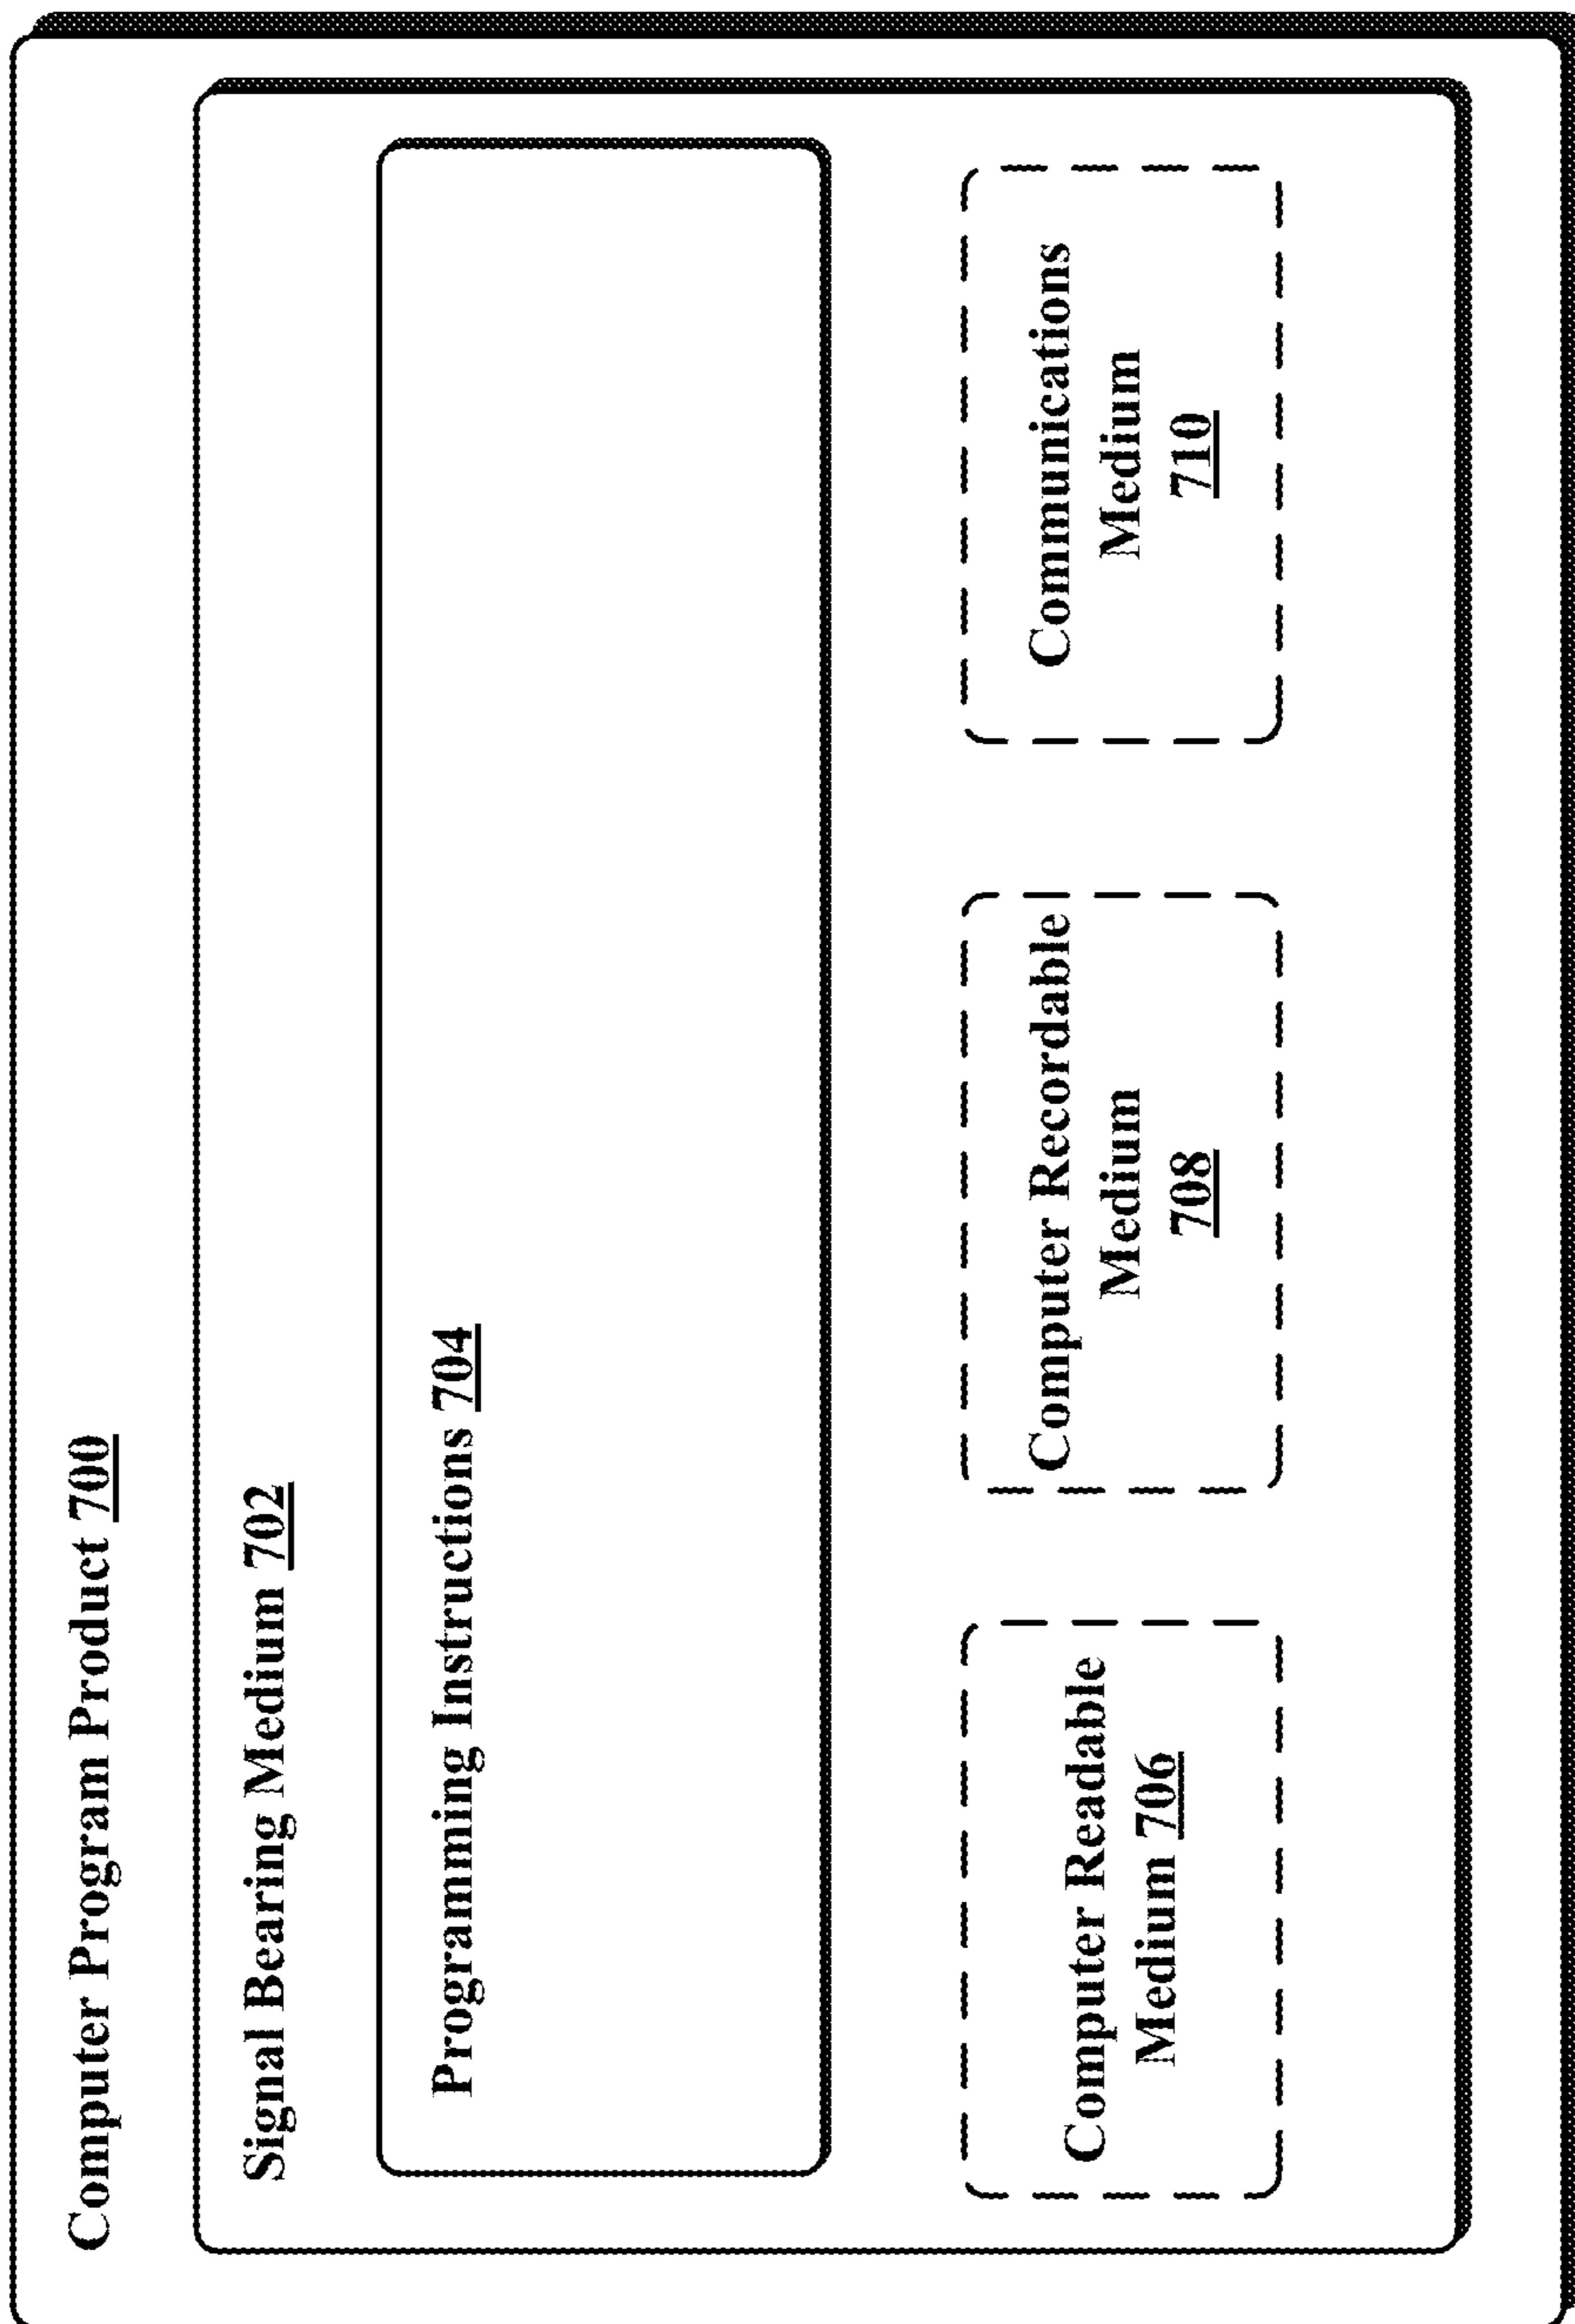 Computer Program Product 700
Signal Bearing Medium 702
Programming Instructions 704
Computer Readable
Medium 706
Computer Recordable
Medium
708
Communications
Medium
710